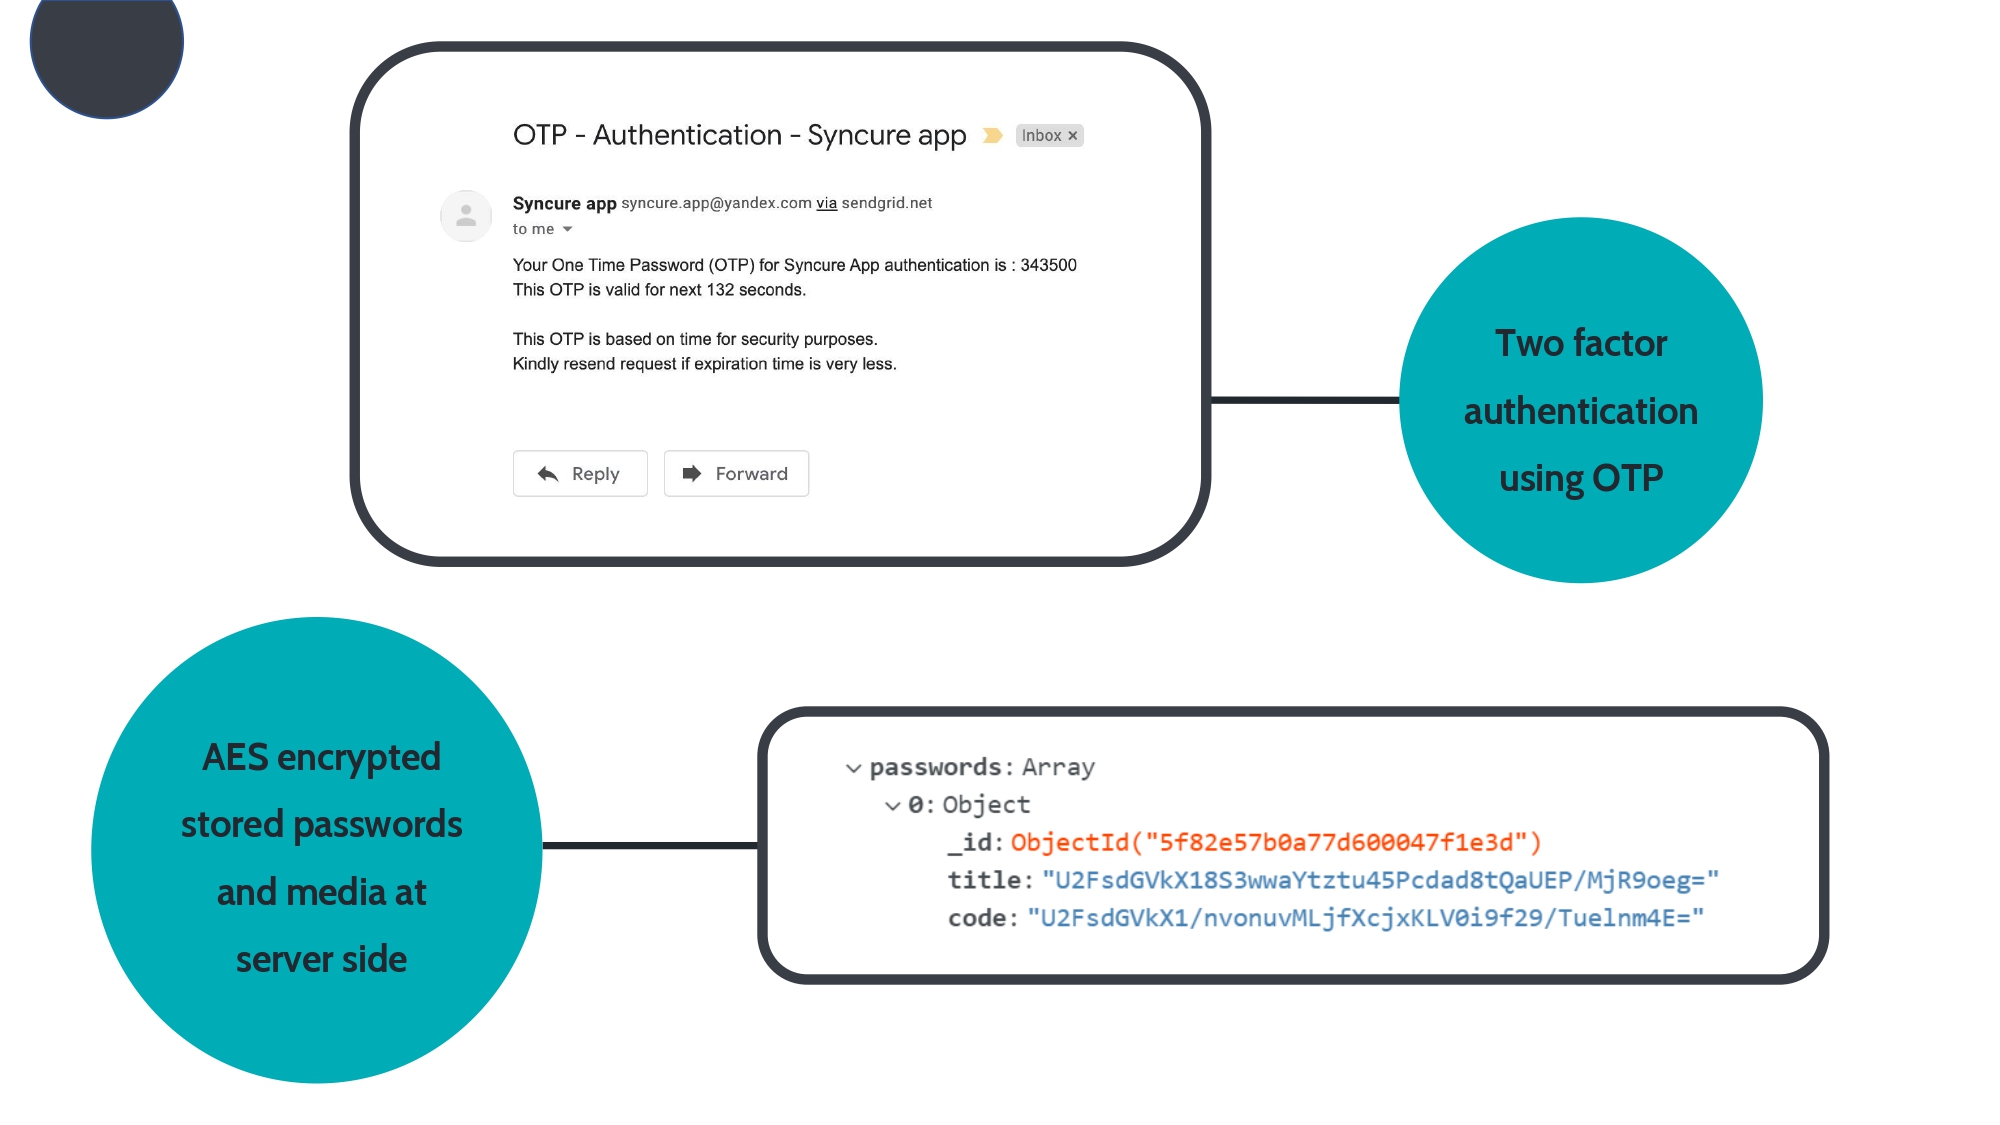 OTP - Authentication - Syncure app Inbox ×
Syncure app syncure.app@yandex.com via sendgrid.net
to me
Your One Time Password (OTP) for Syncure App authentication is : 343500
This OTP is valid for next 132 seconds.
This OTP is based on time for security purposes.
Kindly resend request if expiration time is very less.
Reply Forward
Two factor
authentication
using OTP
AES encrypted
stored passwords
and media at
server side
passwords: Array
0: Object
_id: ObjectId("5f82e57b0a77d600047f1e3d")
title: "U2FsdGVkX18S3wwaYtztu45Pcdad8tQaUEP/MjR9oeg="
code: "U2FsdGVkX1/nvonuvMLjfXcjxKLV0i9f29/Tuelnm4E="